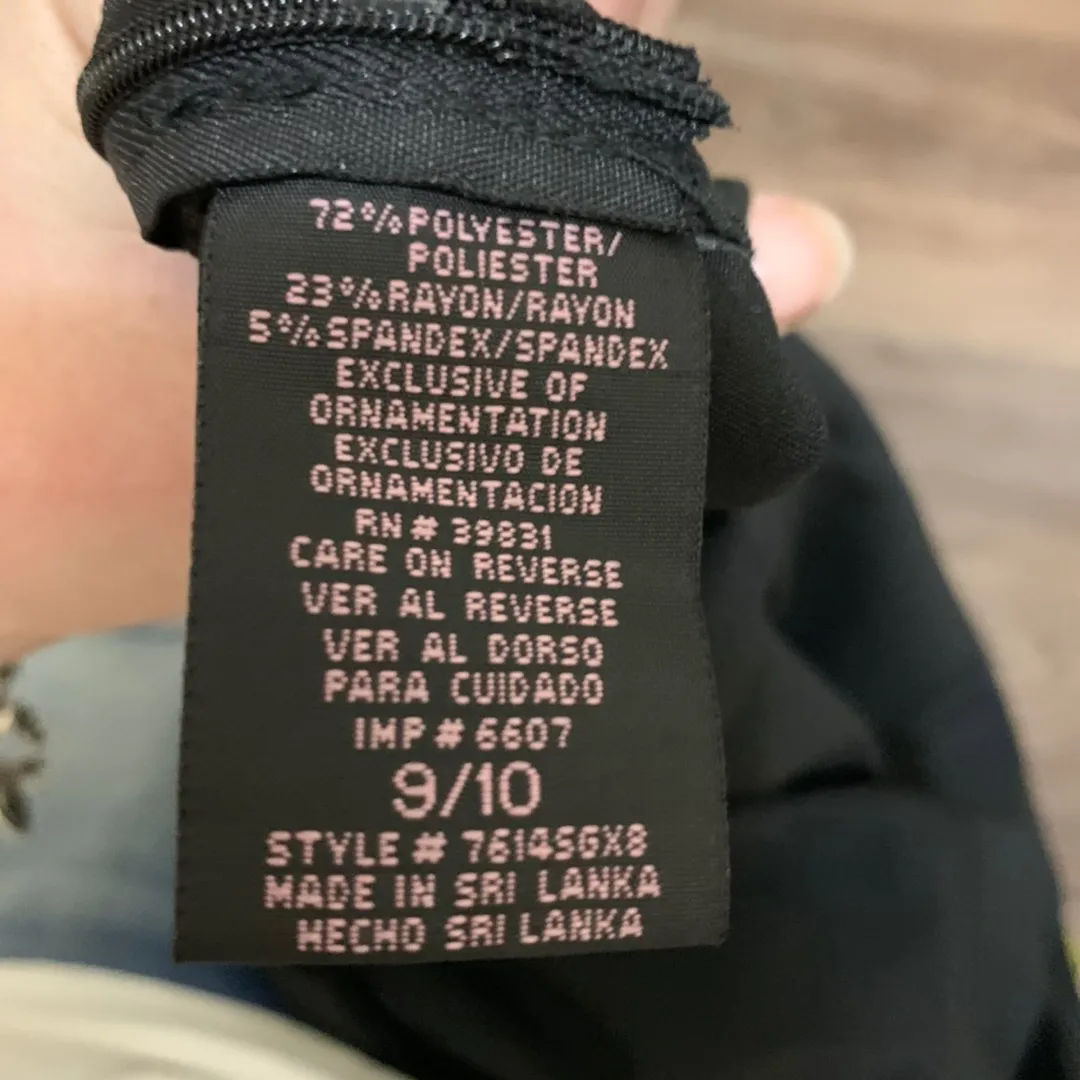 72%POLYESTER/
POLIESTER
23%RAYON/RAYON
5%SPANDEX/SPANDEX
EXCLUSIVE OF
ORNAMENTATION
EXCLUSIVO DE
ORNAMENTACION
RN # 39831
CARE ON REVERSE
VER AL REVERSE
VER AL DORSO
PARA CUIDADO
IMP # 6607
9/10
STYLE # 7614SGX8
MADE IN SRI LANKA
HECHO SRI LANKA